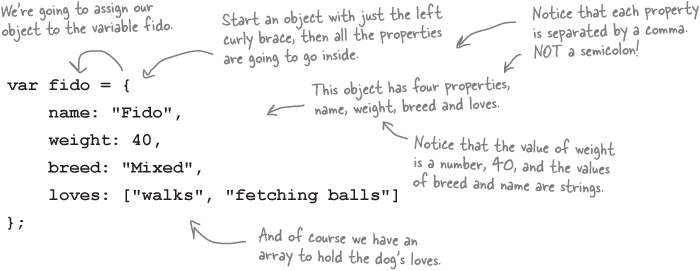 We're going to assign our
object to the variable fido.
Start an object with just the left
curly brace, then all the properties
are going to go inside.
Notice that each property
is separated by a comma.
NOT a semicolon!
var fido = {
name: "Fido",
weight: 40,
breed: "Mixed",
loves: ["walks", "fetching balls"]
};
This object has four properties,
name, weight, breed and loves.
Notice that the value of weight
is a number, 40, and the values
of breed and name are strings.
And of course we have an
array to hold the dog's loves.